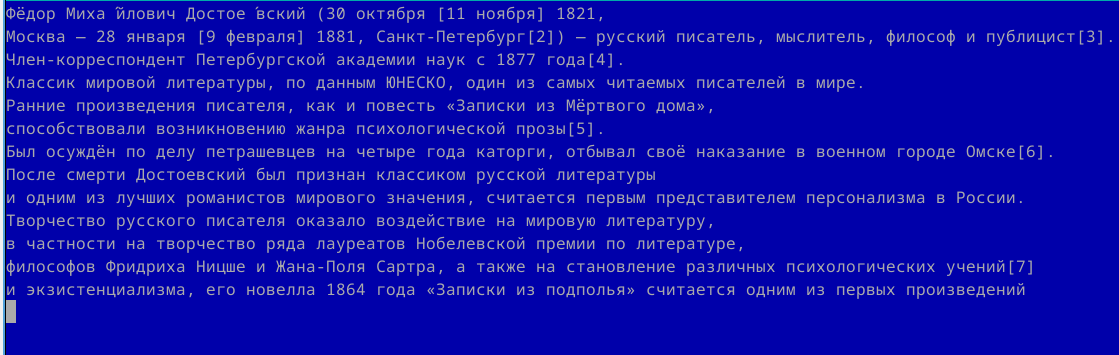 Фёдор Миха́йлович Достое́вский (30 октября [11 ноября] 1821,
Москва — 28 января [9 февраля] 1881, Санкт-Петербург[2]) — русский писатель, мыслитель, философ и публицист[3].
Член-корреспондент Петербургской академии наук с 1877 года[4].
Классик мировой литературы, по данным ЮНЕСКО, один из самых читаемых писателей в мире.
Ранние произведения писателя, как и повесть «Записки из Мёртвого дома»,
способствовали возникновению жанра психологической прозы[5].
Был осуждён по делу петрашевцев на четыре года каторги, отбывал своё наказание в военном городе Омске[6].
После смерти Достоевский был признан классиком русской литературы
и одним из лучших романистов мирового значения, считается первым представителем персонализма в России.
Творчество русского писателя оказало воздействие на мировую литературу,
в частности на творчество ряда лауреатов Нобелевской премии по литературе,
философов Фридриха Ницше и Жана-Поля Сартра, а также на становление различных психологических учений[7]
и экзистенциализма, его новелла 1864 года «Записки из подполья» считается одним из первых произведений